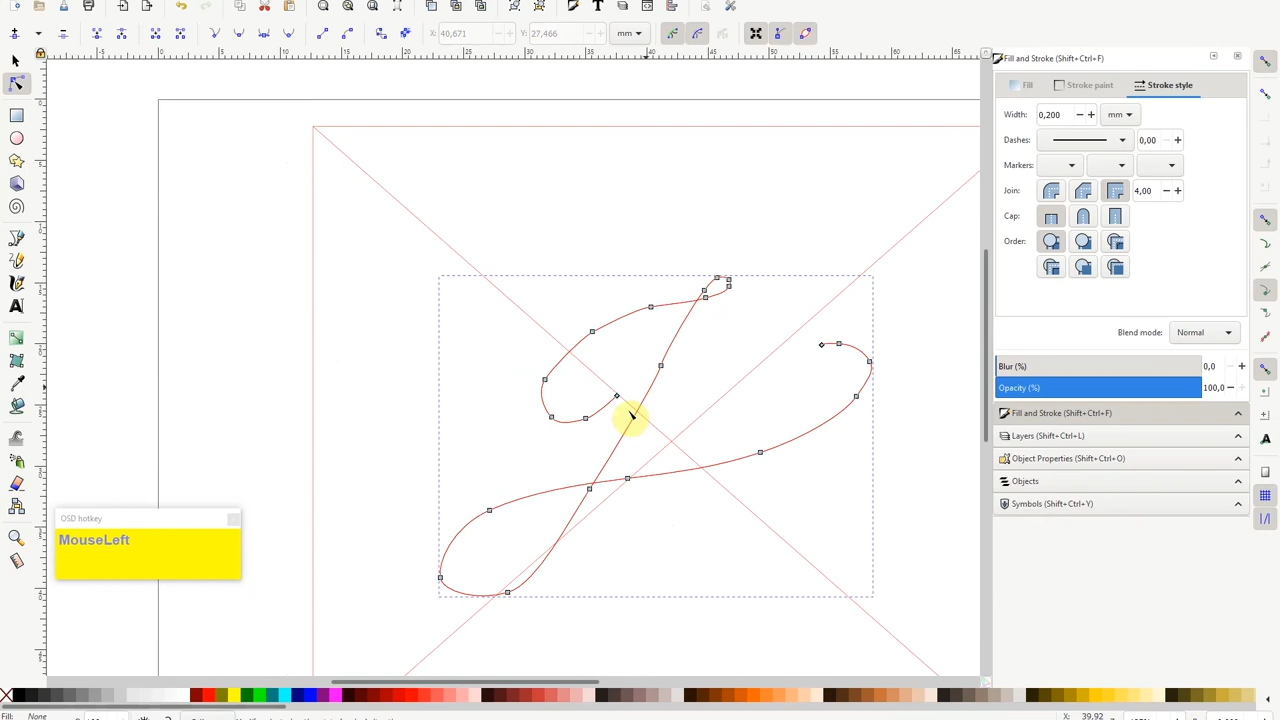 X: 40,671 Y: 27,466 mm
Fill and Stroke (Shift+Ctrl+F)
Fill Stroke paint Stroke style
Width: 0,200 mm
Dashes: 0,00
Markers:
Join: 4,00
Cap:
Order:
Blend mode: Normal
Blur (%) 0,0
Opacity (%) 100,0
Fill and Stroke (Shift+Ctrl+F)
Layers (Shift+Ctrl+L)
Object Properties (Shift+Ctrl+O)
Objects
Symbols (Shift+Ctrl+Y)
OSD hotkey
MouseLeft
Fill: None
X: 39,92